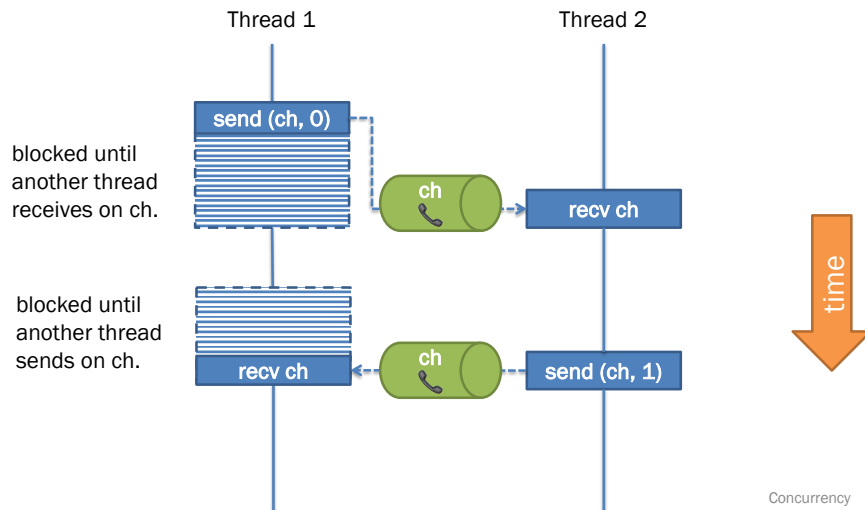 Thread 1
Thread 2
send (ch, 0)
blocked until
another thread
receives on ch.
ch
recv ch
time
blocked until
another thread
sends on ch.
ch
recv ch
send (ch, 1)
Concurrency